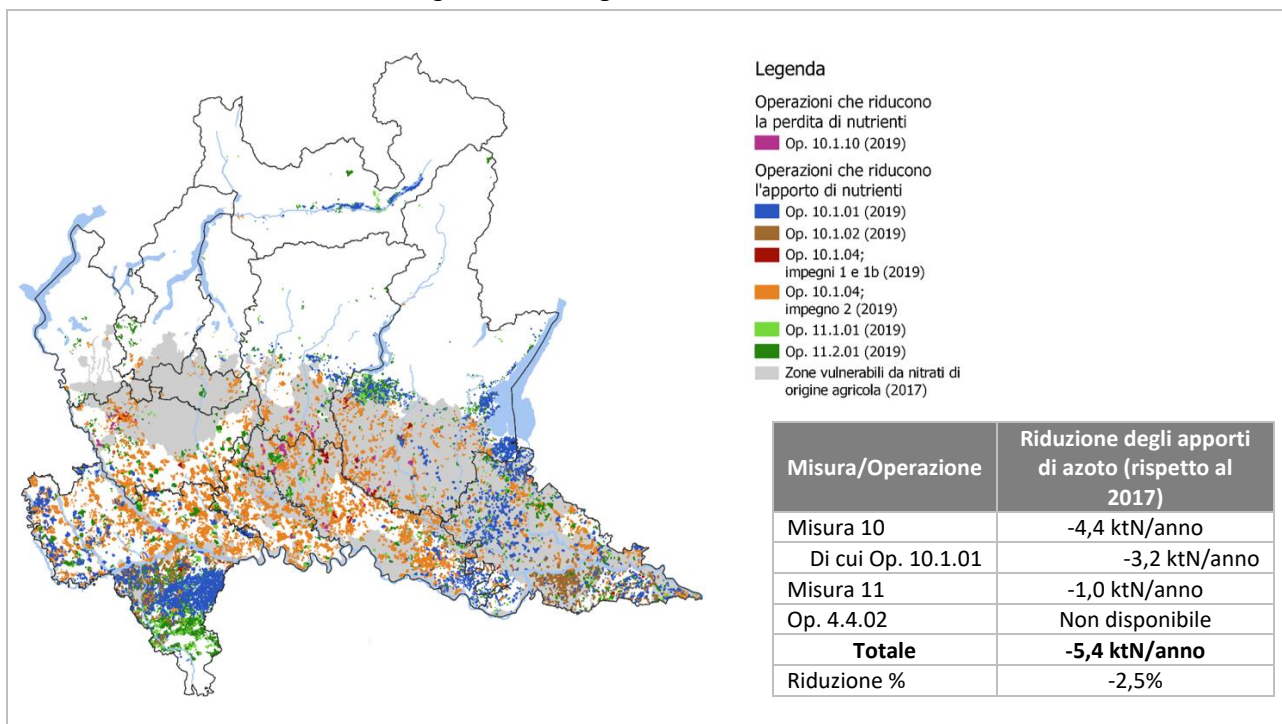 Legenda
Operazioni che riducono
la perdita di nutrienti
Op. 10.1.10 (2019)
Operazioni che riducono
l'apporto di nutrienti
Op. 10.1.01 (2019)
Op. 10.1.02 (2019)
Op. 10.1.04;
impegni 1 e 1b (2019)
Op. 10.1.04;
impegno 2 (2019)
Op. 11.1.01 (2019)
Op. 11.2.01 (2019)
Zone vulnerabili da nitrati di
origine agricola (2017)
Misura/Operazione
Riduzione degli apporti
di azoto (rispetto al
2017)
Misura 10 -4,4 ktN/anno
Di cui Op. 10.1.01 -3,2 ktN/anno
Misura 11 -1,0 ktN/anno
Op. 4.4.02 Non disponibile
Totale -5,4 ktN/anno
Riduzione % -2,5%